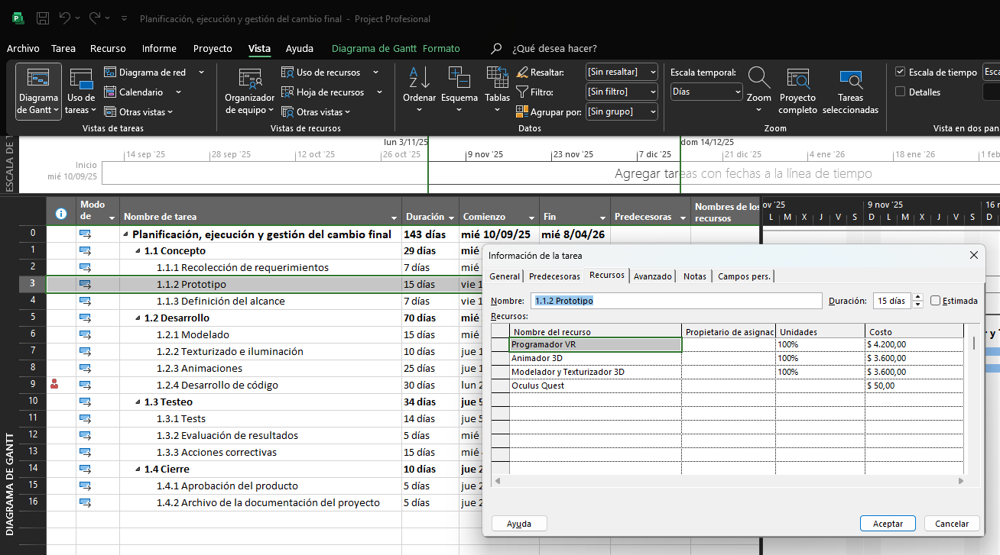 Planificación, ejecución y gestión del cambio final - Project Profesional
Archivo Tarea Recurso Informe Proyecto Vista Ayuda Diagrama de Gantt Formato ¿Qué desea hacer?
Diagrama de Gantt
Uso de tareas
Diagrama de red
Calendario
Otras vistas
Vistas de tareas
Organizador de equipo
Uso de recursos
Hoja de recursos
Otras vistas
Vistas de recursos
Ordenar
Esquema
Tablas
Resaltar: [Sin resaltar]
Filtro: [Sin filtro]
Agrupar por: [Sin grupo]
Datos
Escala temporal:
Días
Zoom
Proyecto completo
Tareas seleccionadas
Zoom
Escala de tiempo
Detalles
Vista en dos pan
ESCALA DE T
lun 3/11/25 dom 14/12/25
14 sep '25 28 sep '25 12 oct '25 26 oct '25 9 nov '25 23 nov '25 7 dic '25 21 dic '25 4 ene '26 18 ene '26 1 feb
Inicio
mié 10/09/25
Agregar tareas con fechas a la línea de tiempo
DIAGRAMA DE GANTT
Modo de Nombre de tarea Duración Comienzo Fin Predecesoras Nombres de los recursos
ov '25 9 nov '25 16 n
L M X J V S D L M X J V S D
0 Planificación, ejecución y gestión del cambio final 143 días mié 10/09/25 mié 8/04/26
1 1.1 Concepto 29 días mié
2 1.1.1 Recolección de requerimientos 7 días mié
3 1.1.2 Prototipo 15 días vie 1
4 1.1.3 Definición del alcance 7 días vie 1
5 1.2 Desarrollo 70 días mié
6 1.2.1 Modelado 15 días mié
7 1.2.2 Texturizado e iluminación 10 días jue 1
8 1.2.3 Animaciones 25 días jue 1
9 1.2.4 Desarrollo de código 30 días lun 2
10 1.3 Testeo 34 días jue 5
11 1.3.1 Tests 14 días jue 5
12 1.3.2 Evaluación de resultados 5 días mié
13 1.3.3 Acciones correctivas 15 días mié
14 1.4 Cierre 10 días jue 2
15 1.4.1 Aprobación del producto 5 días jue 2
16 1.4.2 Archivo de la documentación del proyecto 5 días jue 2
Información de la tarea
General Predecesoras Recursos Avanzado Notas Campos pers.
Nombre: 1.1.2 Prototipo Duración: 15 días Estimada
Recursos:
Nombre del recurso Propietario de asignac Unidades Costo
Programador VR 100% $ 4.200,00
Animador 3D 100% $ 3.600,00
Modelador y Texturizador 3D 100% $ 3.600,00
Oculus Quest $ 50,00
Ayuda Aceptar Cancelar